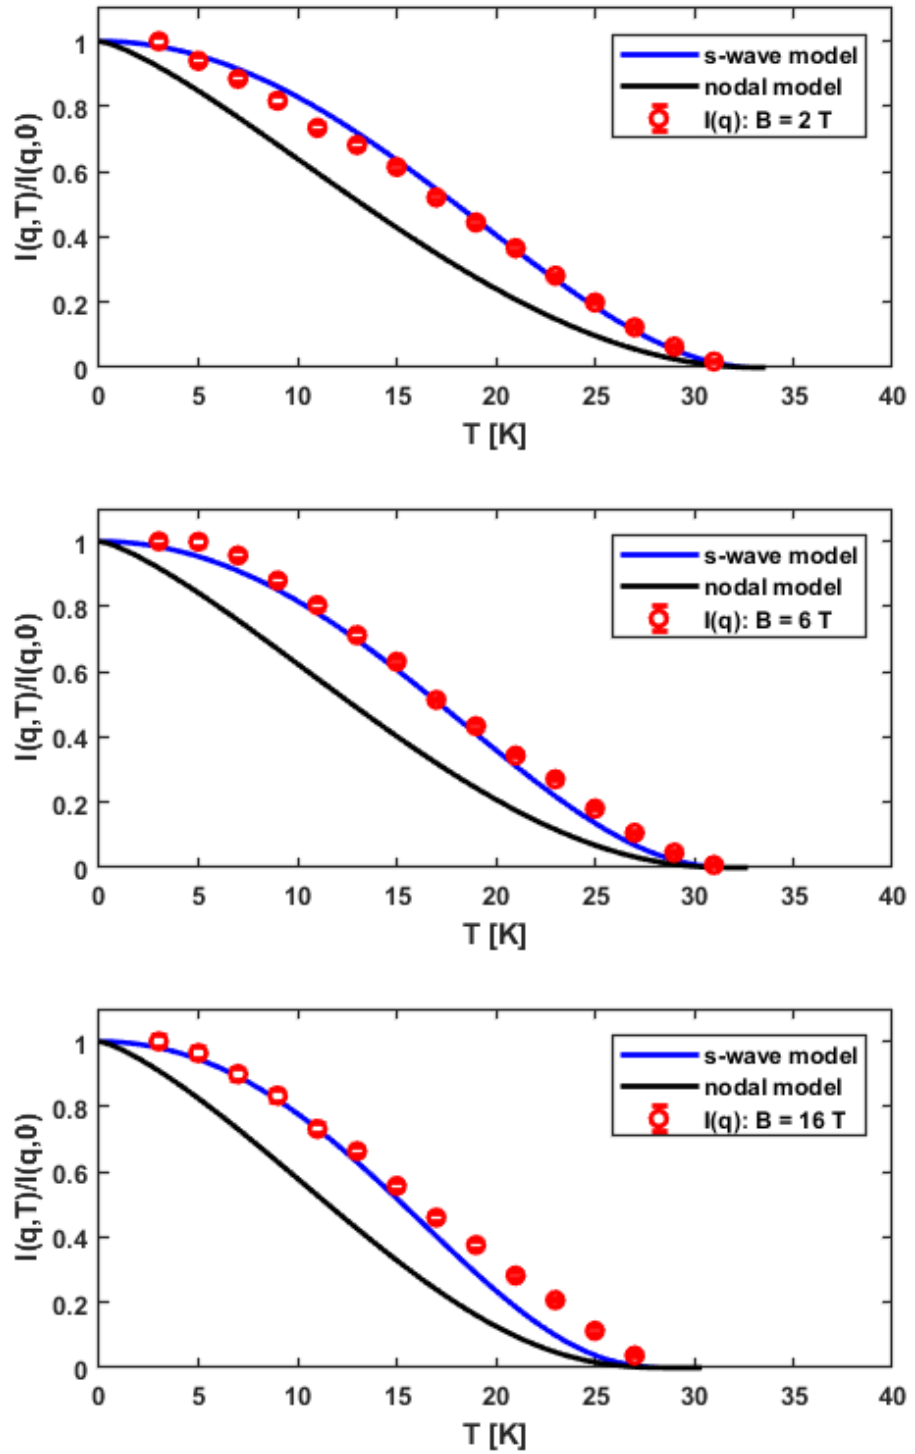 I(q,T)/I(q,0)
1
0.8
0.6
0.4
0.2
0
s-wave model
nodal model
I(q): B = 2 T
0 5 10 15 20 25 30 35 40
T [K]
I(q,T)/I(q,0)
1
0.8
0.6
0.4
0.2
0
s-wave model
nodal model
I(q): B = 6 T
0 5 10 15 20 25 30 35 40
T [K]
I(q,T)/I(q,0)
1
0.8
0.6
0.4
0.2
0
s-wave model
nodal model
I(q): B = 16 T
0 5 10 15 20 25 30 35 40
T [K]